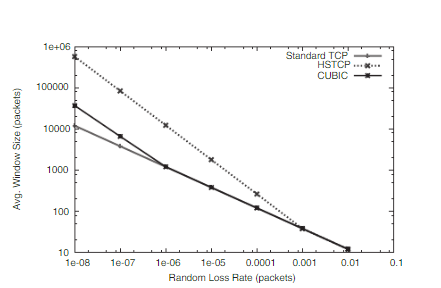 1e+06
100000
10000
1000
100
10
Avg. Window Size (packets)
Standard TCP
HSTCP
CUBIC
1e-08 1e-07 1e-06 1e-05 0.0001 0.001 0.01 0.1
Random Loss Rate (packets)